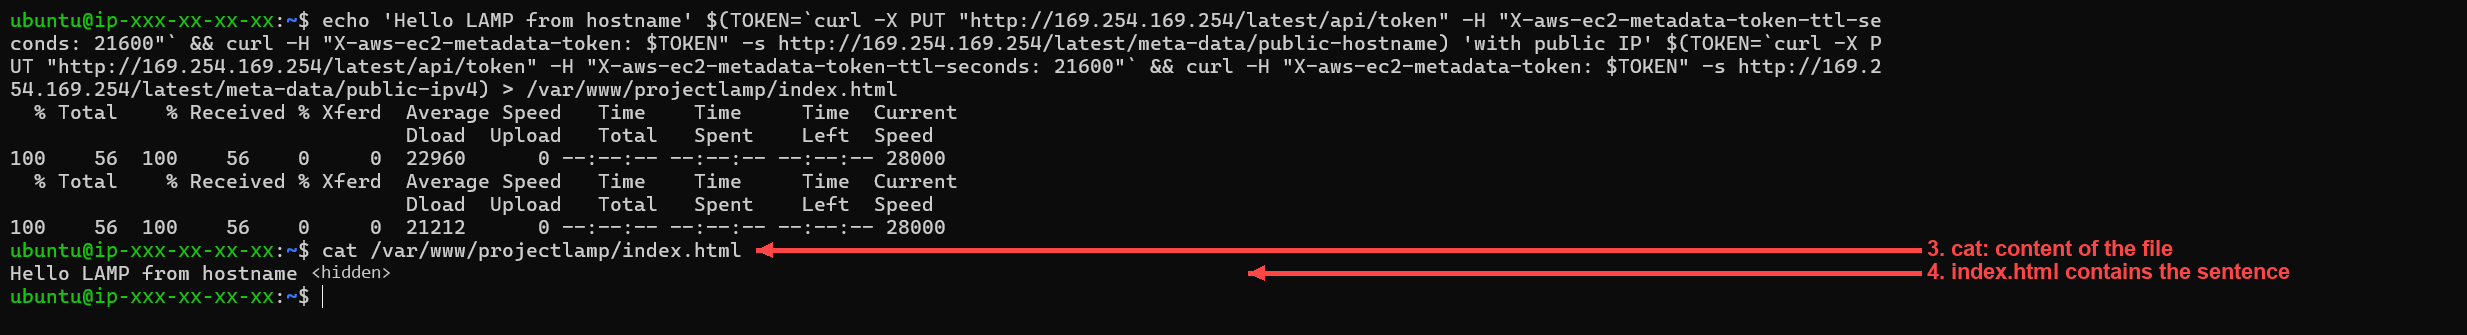 ubuntu@ip-xxx-xx-xx-xx:~$ echo 'Hello LAMP from hostname' $(TOKEN=`curl -X PUT "http://169.254.169.254/latest/api/token" -H "X-aws-ec2-metadata-token-ttl-se
conds: 21600"` && curl -H "X-aws-ec2-metadata-token: $TOKEN" -s http://169.254.169.254/latest/meta-data/public-hostname) 'with public IP' $(TOKEN=`curl -X P
UT "http://169.254.169.254/latest/api/token" -H "X-aws-ec2-metadata-token-ttl-seconds: 21600"` && curl -H "X-aws-ec2-metadata-token: $TOKEN" -s http://169.2
54.169.254/latest/meta-data/public-ipv4) > /var/www/projectlamp/index.html
  % Total    % Received % Xferd  Average Speed   Time    Time     Time  Current
                                 Dload  Upload   Total   Spent    Left  Speed
100    56  100    56    0     0  22960      0 --:--:-- --:--:-- --:--:-- 28000
  % Total    % Received % Xferd  Average Speed   Time    Time     Time  Current
                                 Dload  Upload   Total   Spent    Left  Speed
100    56  100    56    0     0  21212      0 --:--:-- --:--:-- --:--:-- 28000
ubuntu@ip-xxx-xx-xx-xx:~$ cat /var/www/projectlamp/index.html 3. cat: content of the file
Hello LAMP from hostname <hidden> 4. index.html contains the sentence
ubuntu@ip-xxx-xx-xx-xx:~$